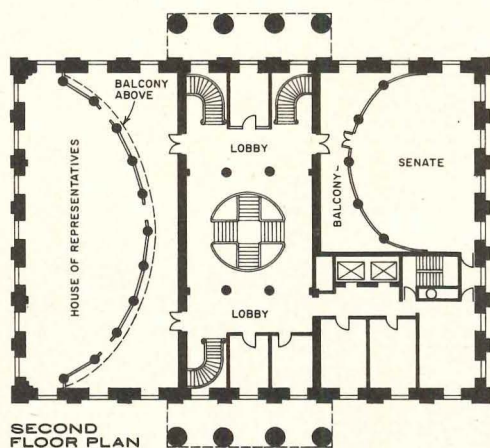 BALCONY
ABOVE
LOBBY
HOUSE OF REPRESENTATIVES
BALCONY
SENATE
LOBBY
SECOND
FLOOR PLAN